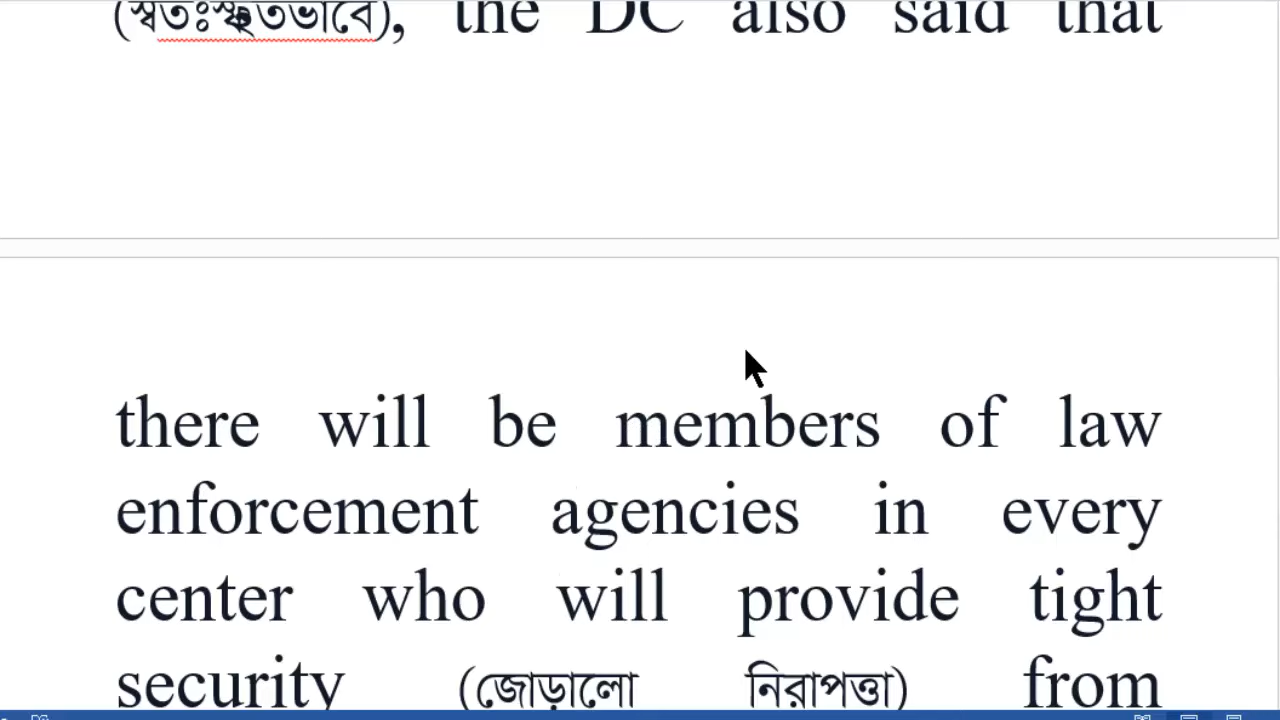 (স্বতঃস্ফূতভাবে), the DC also said that
there will be members of law
enforcement agencies in every
center who will provide tight
security (জোড়ালো নিরাপত্তা) from